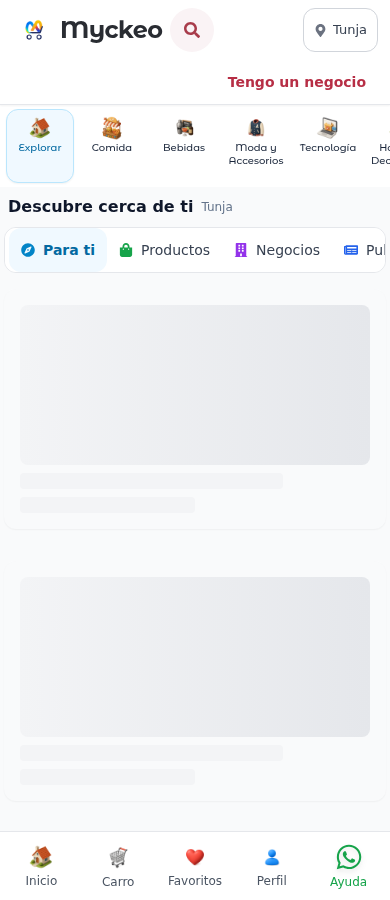 Myckeo
Tunja
Tengo un negocio
Explorar
Comida
Bebidas
Moda y
Accesorios
Tecnología
Descubre cerca de ti Tunja
Para ti
Productos
Negocios
Inicio
Carro
Favoritos
Perfil
Ayuda